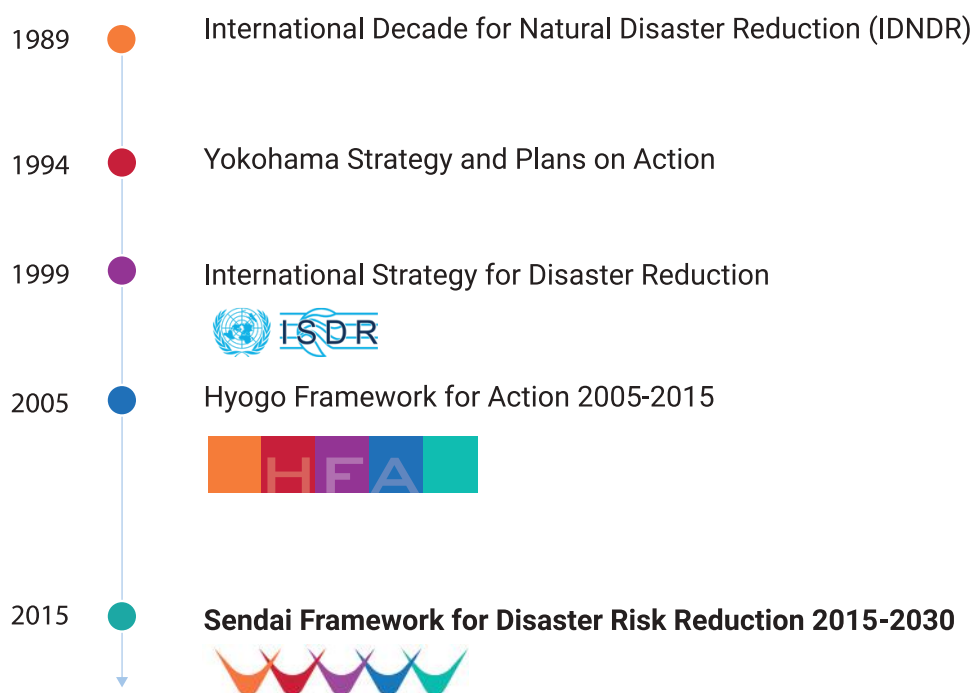 1989
International Decade for Natural Disaster Reduction (IDNDR)
1994
Yokohama Strategy and Plans on Action
1999
International Strategy for Disaster Reduction
ISDR
2005
Hyogo Framework for Action 2005-2015
HFA
2015
Sendai Framework for Disaster Risk Reduction 2015-2030